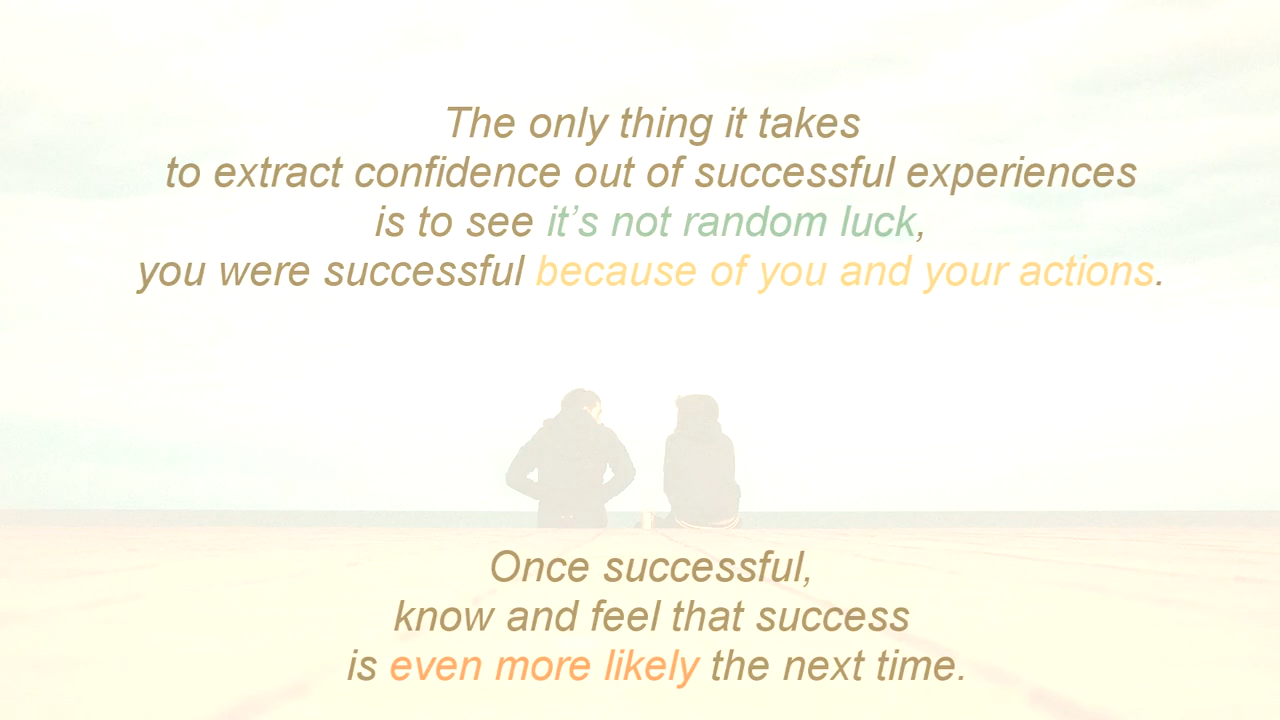 The only thing it takes
to extract confidence out of successful experiences
is to see it’s not random luck,
you were successful because of you and your actions.
Once successful,
know and feel that success
is even more likely the next time.